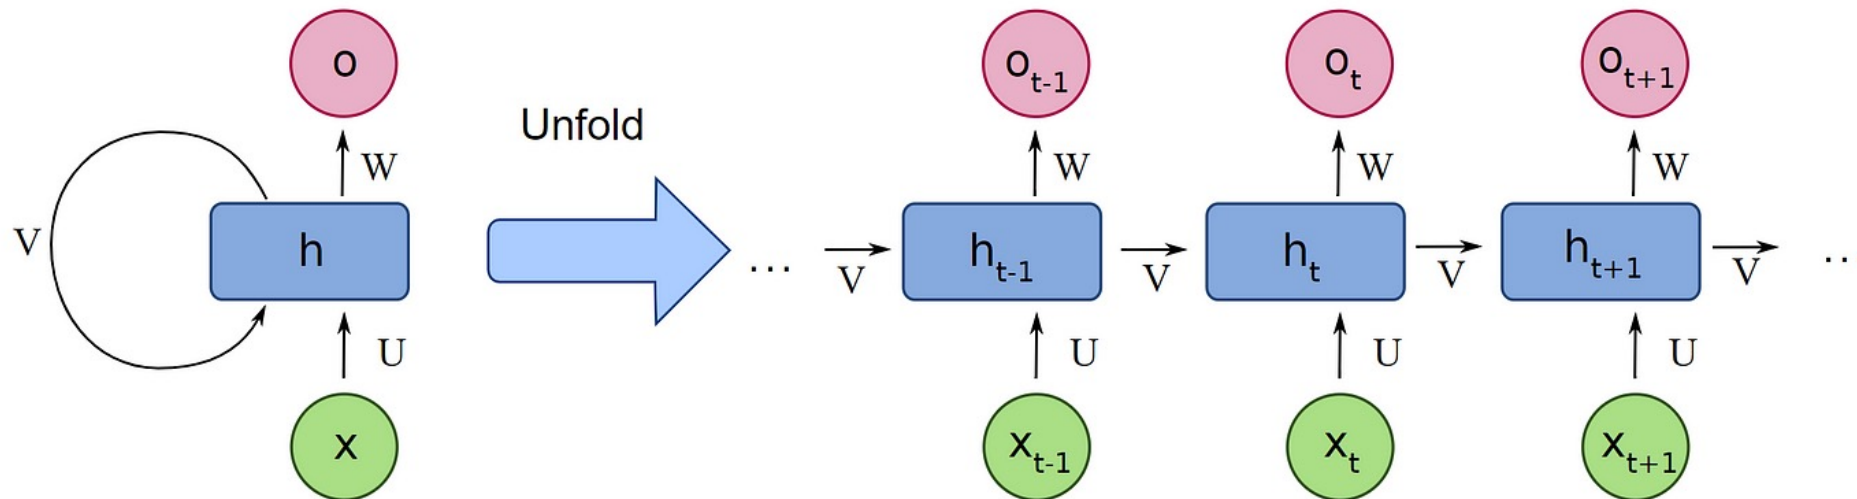 o o_t-1 o_t o_t+1
Unfold
W W W W
V h ... V h_t-1 V h_t V h_t+1 V ..
U U U U
x x_t-1 x_t x_t+1